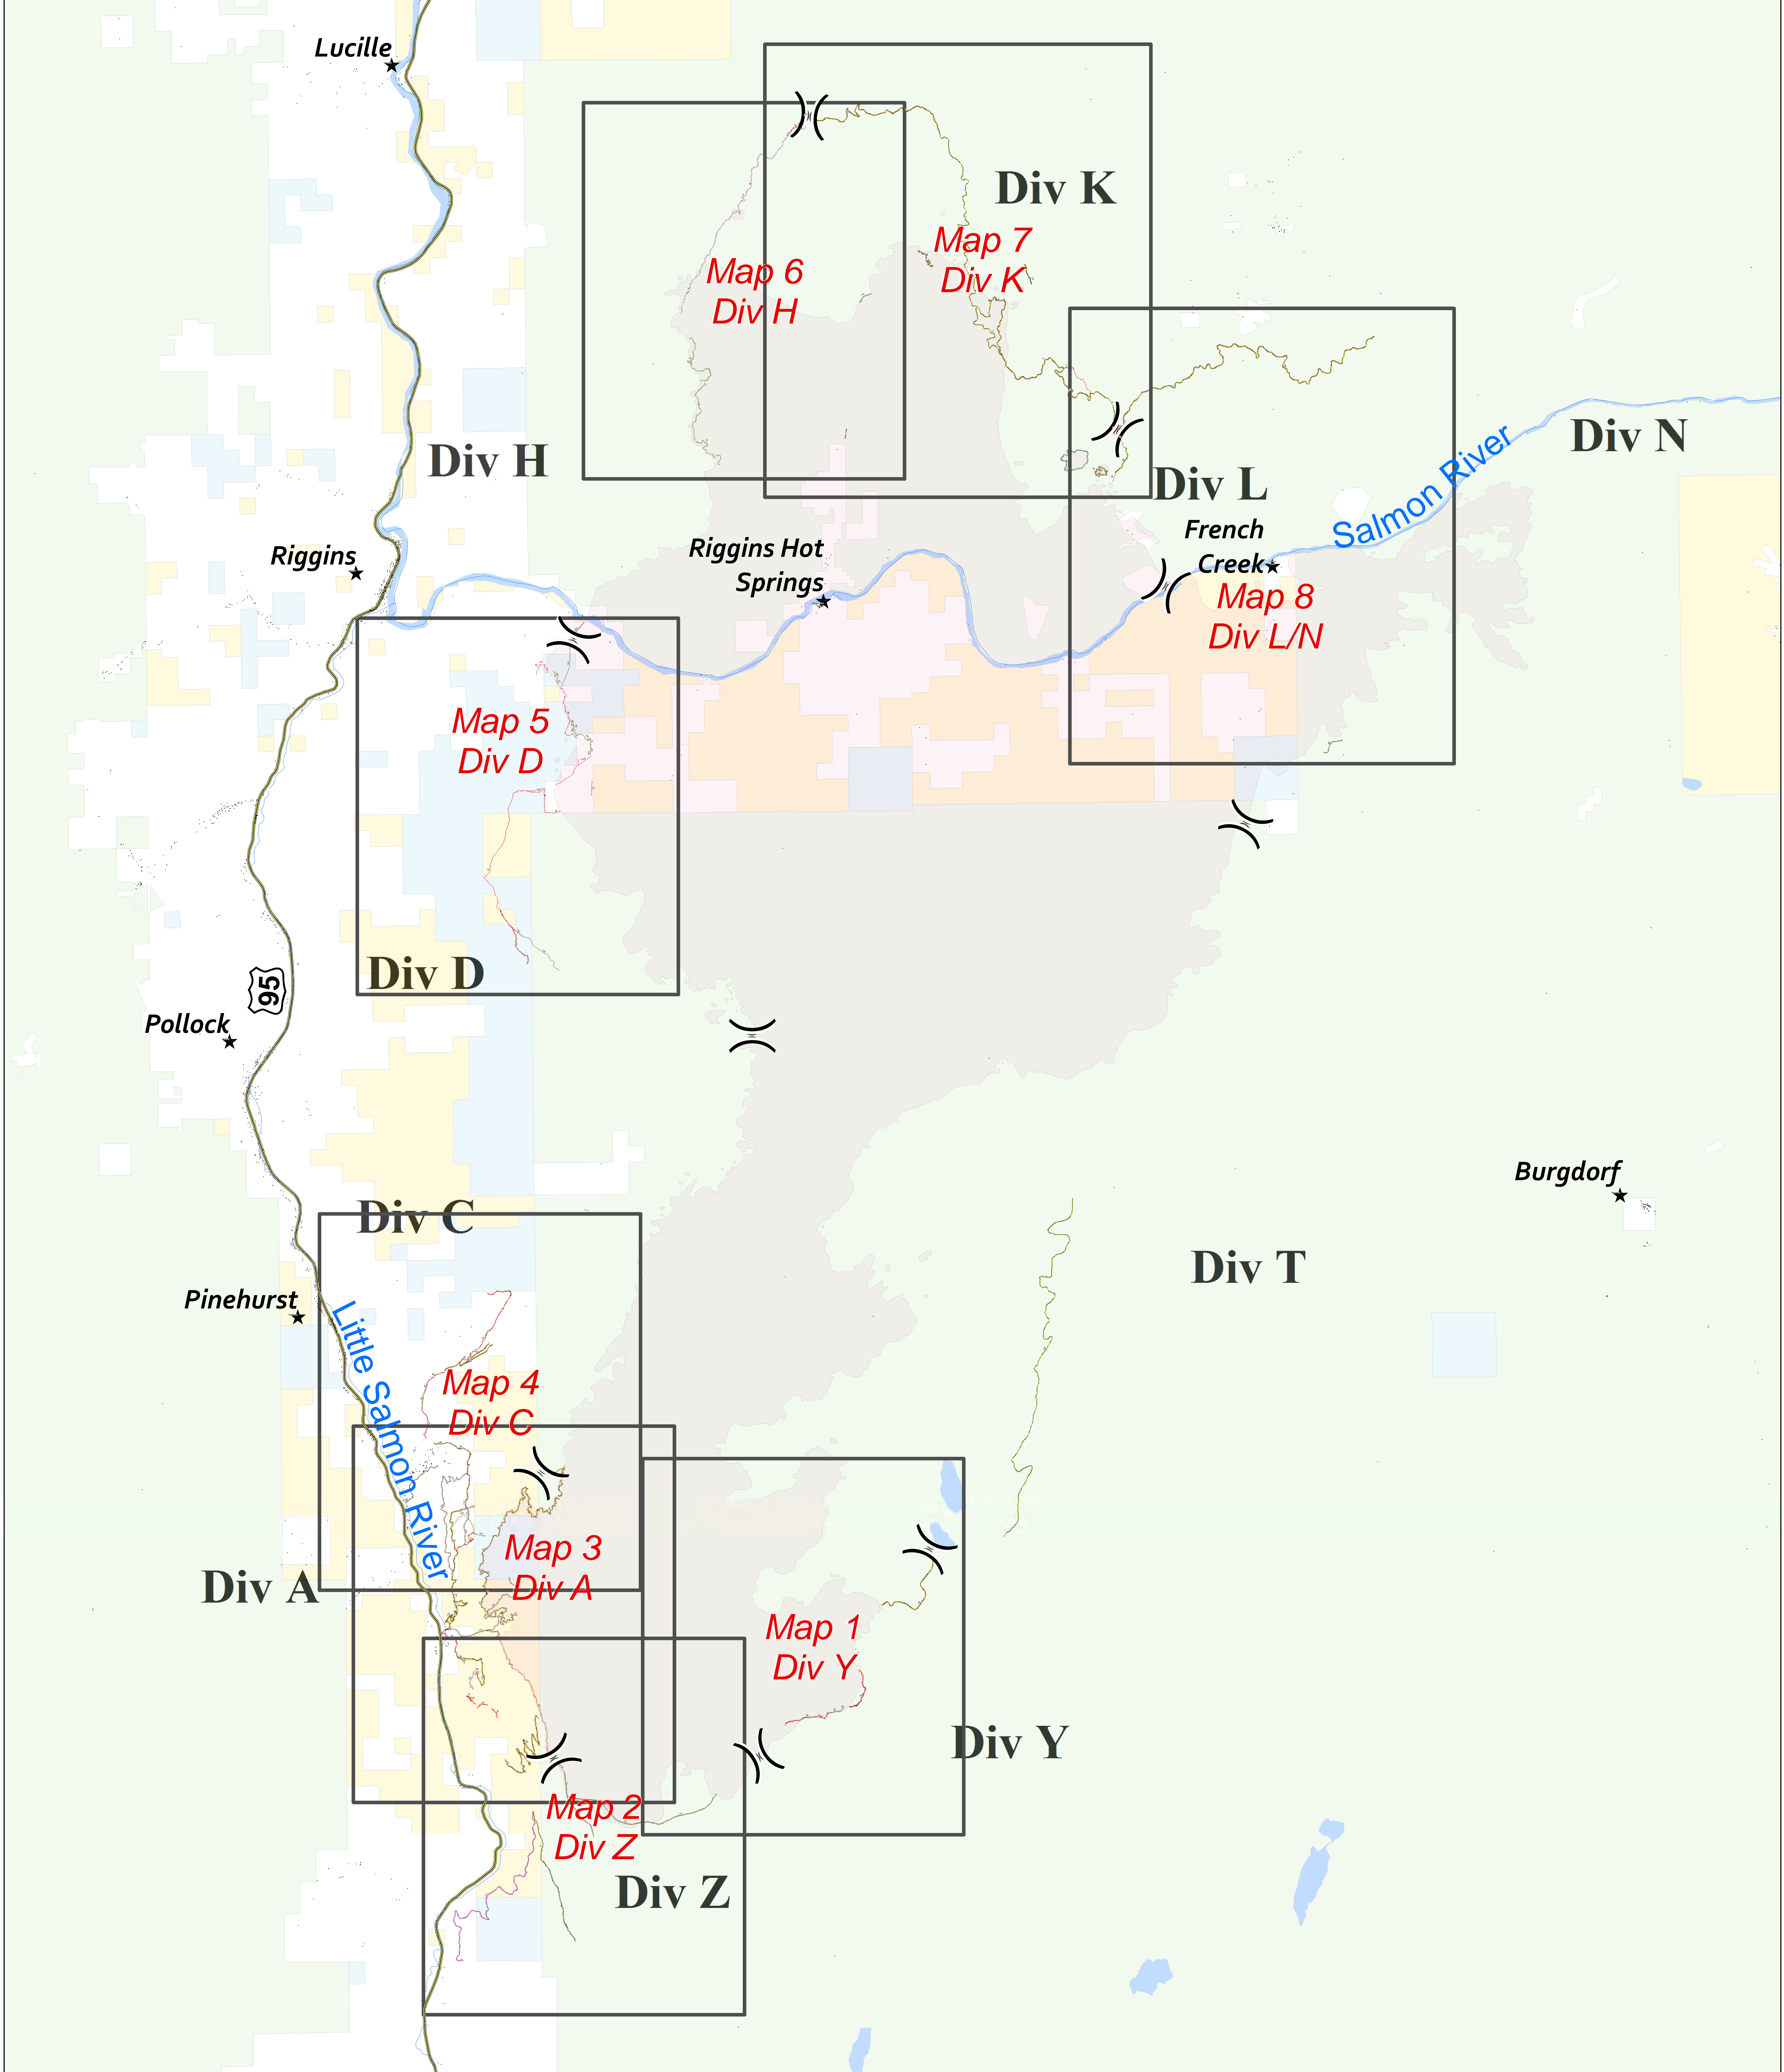 Lucille
Div K
Map 7
Div K
Map 6
Div H
Div H
Div N
Div L
Salmon River
French
Creek
Riggins Hot
Springs
Riggins
Map 8
Div L/N
Map 5
Div D
Div D
95
Pollock
Burgdorf
Div C
Div T
Pinehurst
Little Salmon River
Map 4
Div C
Map 3
Div A
Div A
Map 1
Div Y
Div Y
Map 2
Div Z
Div Z